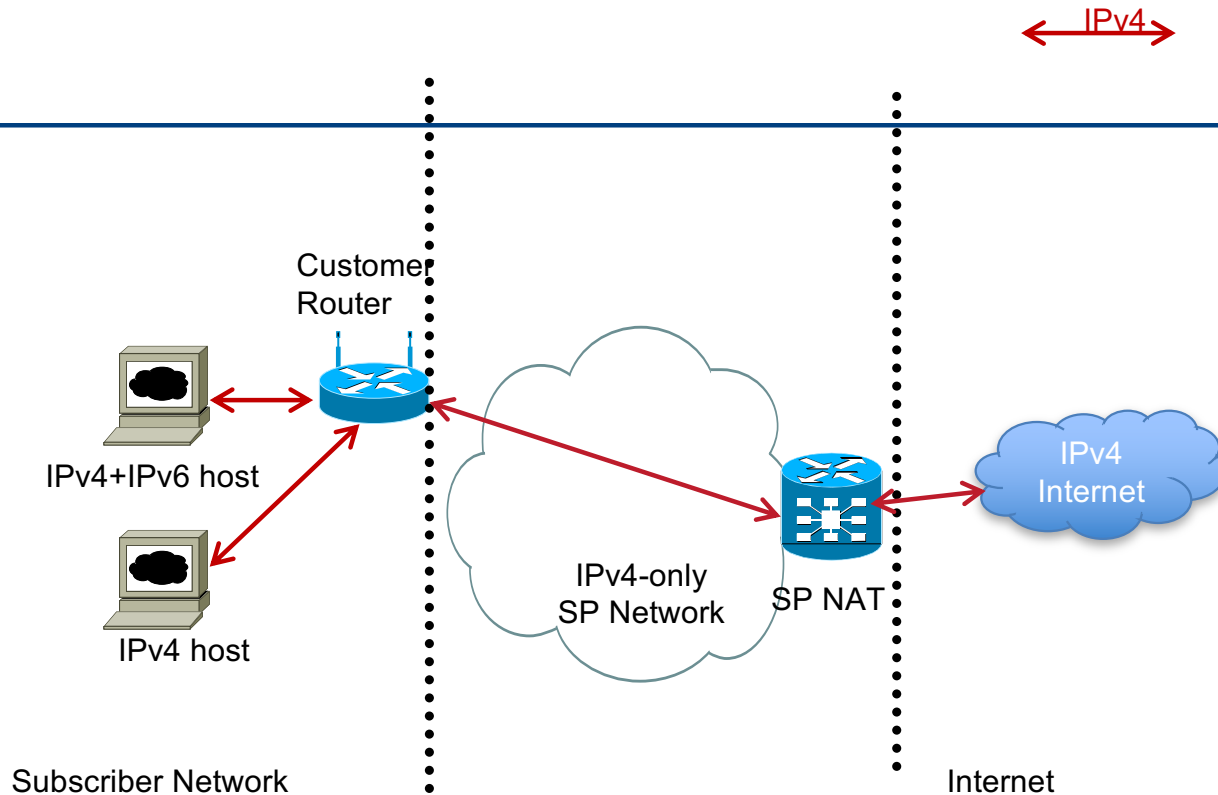 IPv4
Customer
Router
IPv4+IPv6 host
IPv4 host
IPv4-only
SP Network
SP NAT
IPv4
Internet
Subscriber Network
Internet